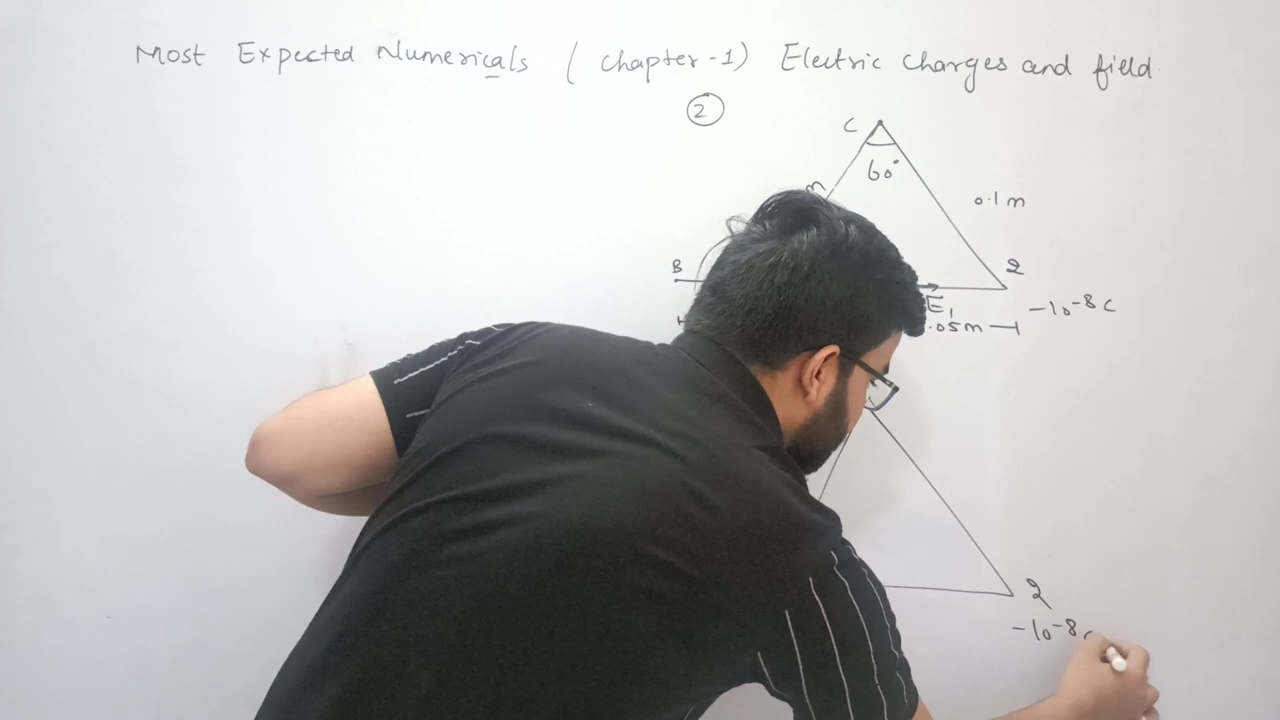 Most Expected Numericals ( chapter-1) Electric charges and field
2
C
60°
0.1 m
B
2
E1
-10-8 C
.05m
2
-10-8 C